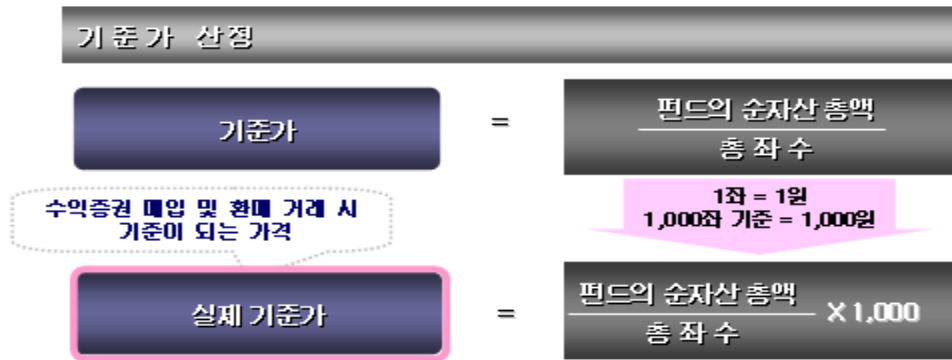 기 준 가 산정
기준가
=
펀드의 순자산 총액
총 좌 수
수익증권 매입 및 환매 거래 시
기준이 되는 가격
1좌 = 1원
1,000좌 기준 = 1,000원
실제 기준가
=
펀드의 순자산 총액
총 좌 수
X 1,000